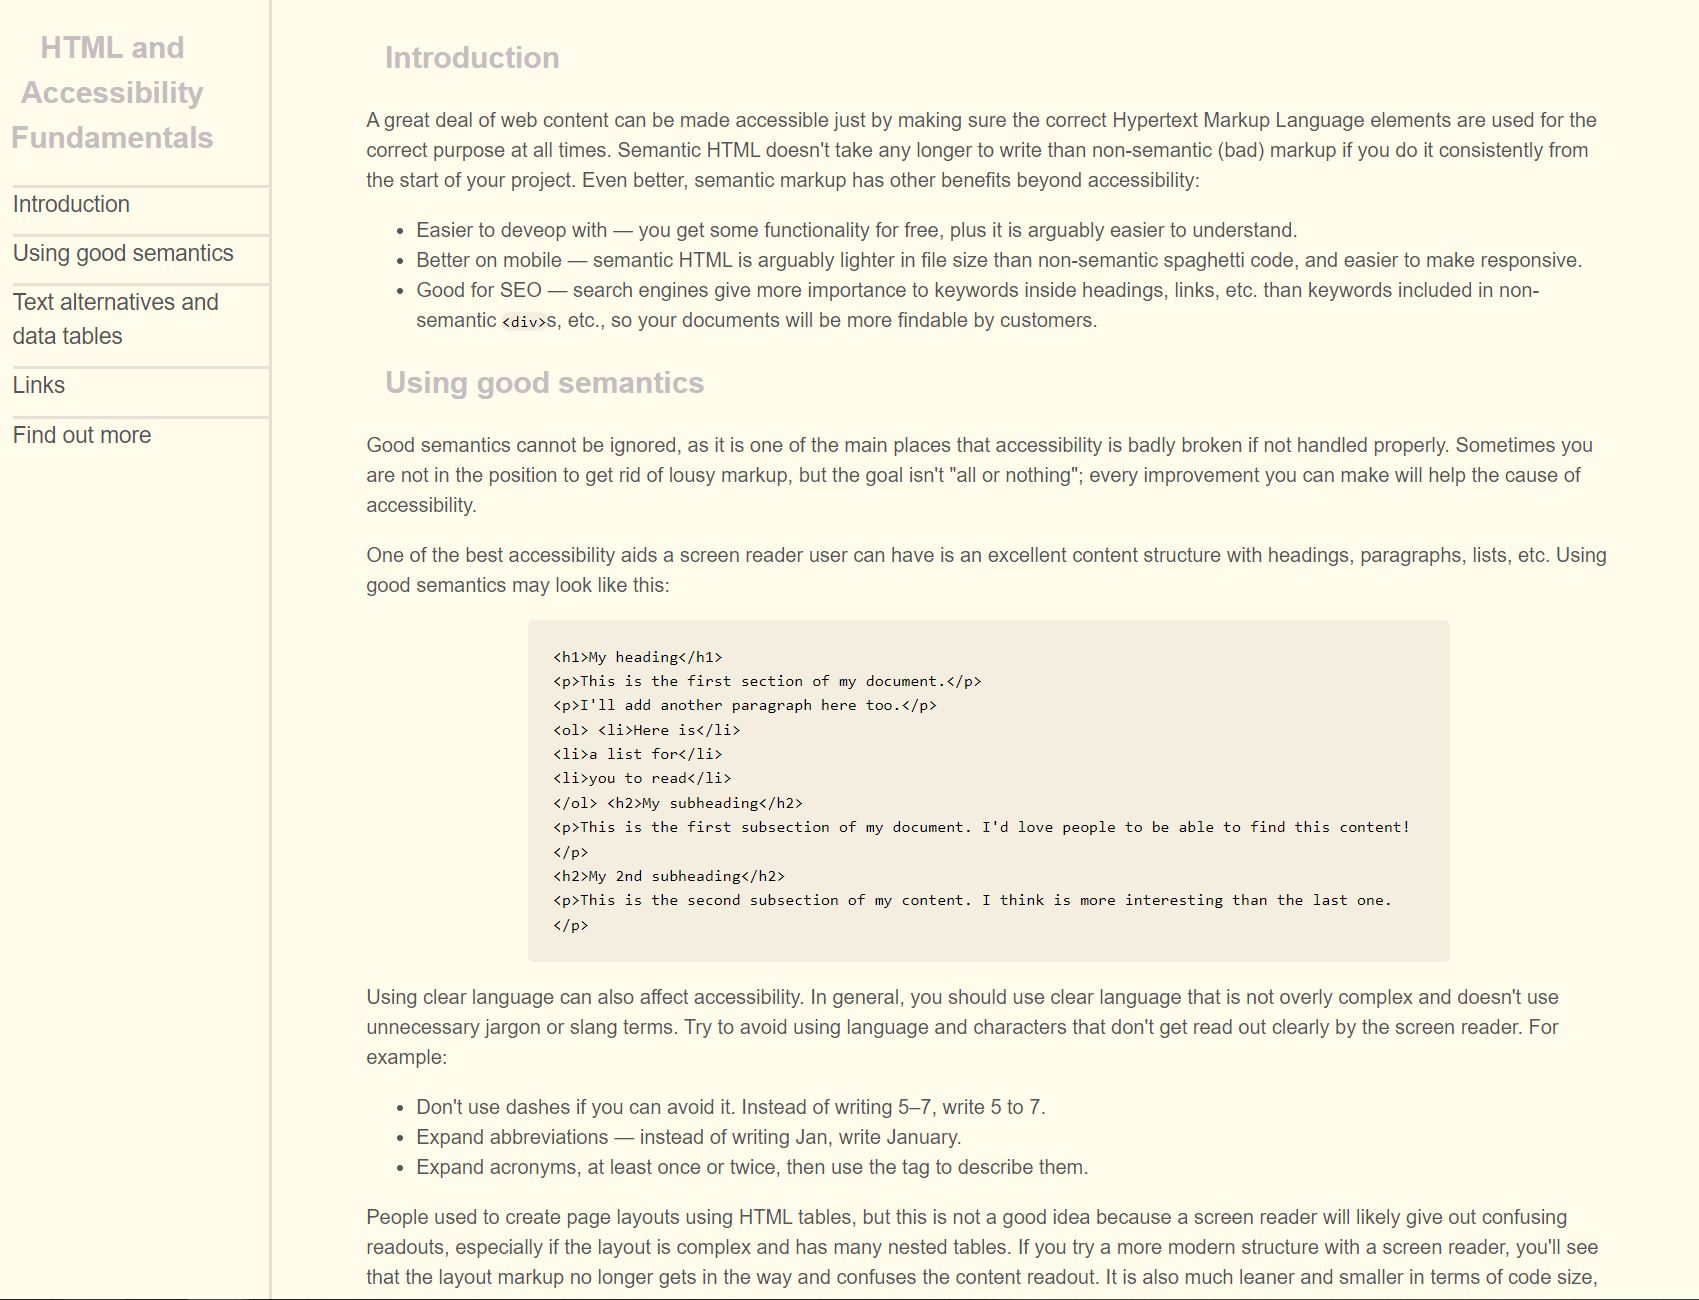 HTML and
Accessibility
Fundamentals
Introduction
Using good semantics
Text alternatives and
data tables
Links
Find out more
Introduction
A great deal of web content can be made accessible just by making sure the correct Hypertext Markup Language elements are used for the
correct purpose at all times. Semantic HTML doesn't take any longer to write than non-semantic (bad) markup if you do it consistently from
the start of your project. Even better, semantic markup has other benefits beyond accessibility:
• Easier to deveop with — you get some functionality for free, plus it is arguably easier to understand.
• Better on mobile — semantic HTML is arguably lighter in file size than non-semantic spaghetti code, and easier to make responsive.
• Good for SEO — search engines give more importance to keywords inside headings, links, etc. than keywords included in non-
semantic <div>s, etc., so your documents will be more findable by customers.
Using good semantics
Good semantics cannot be ignored, as it is one of the main places that accessibility is badly broken if not handled properly. Sometimes you
are not in the position to get rid of lousy markup, but the goal isn't "all or nothing"; every improvement you can make will help the cause of
accessibility.
One of the best accessibility aids a screen reader user can have is an excellent content structure with headings, paragraphs, lists, etc. Using
good semantics may look like this:
<h1>My heading</h1>
<p>This is the first section of my document.</p>
<p>I'll add another paragraph here too.</p>
<ol> <li>Here is</li>
<li>a list for</li>
<li>you to read</li>
</ol> <h2>My subheading</h2>
<p>This is the first subsection of my document. I'd love people to be able to find this content!
</p>
<h2>My 2nd subheading</h2>
<p>This is the second subsection of my content. I think is more interesting than the last one.
</p>
Using clear language can also affect accessibility. In general, you should use clear language that is not overly complex and doesn't use
unnecessary jargon or slang terms. Try to avoid using language and characters that don't get read out clearly by the screen reader. For
example:
• Don't use dashes if you can avoid it. Instead of writing 5–7, write 5 to 7.
• Expand abbreviations — instead of writing Jan, write January.
• Expand acronyms, at least once or twice, then use the tag to describe them.
People used to create page layouts using HTML tables, but this is not a good idea because a screen reader will likely give out confusing
readouts, especially if the layout is complex and has many nested tables. If you try a more modern structure with a screen reader, you'll see
that the layout markup no longer gets in the way and confuses the content readout. It is also much leaner and smaller in terms of code size,